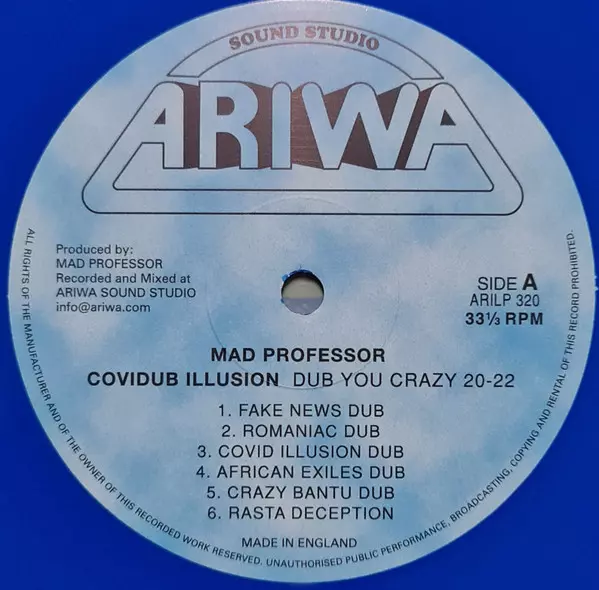 SOUND STUDIO
ARIWA
Produced by:
MAD PROFESSOR
Recorded and Mixed at
ARIWA SOUND STUDIO
info@ariwa.com
SIDE A
ARILP 320
33⅓ RPM
MAD PROFESSOR
COVIDUB ILLUSION DUB YOU CRAZY 20-22
1. FAKE NEWS DUB
2. ROMANIAC DUB
3. COVID ILLUSION DUB
4. AFRICAN EXILES DUB
5. CRAZY BANTU DUB
6. RASTA DECEPTION
MADE IN ENGLAND
ALL RIGHTS OF THE MANUFACTURER AND OF THE OWNER OF THIS RECORDED WORK RESERVED. UNAUTHORISED PUBLIC PERFORMANCE, BROADCASTING, COPYING AND RENTAL OF THIS RECORD PROHIBITED.